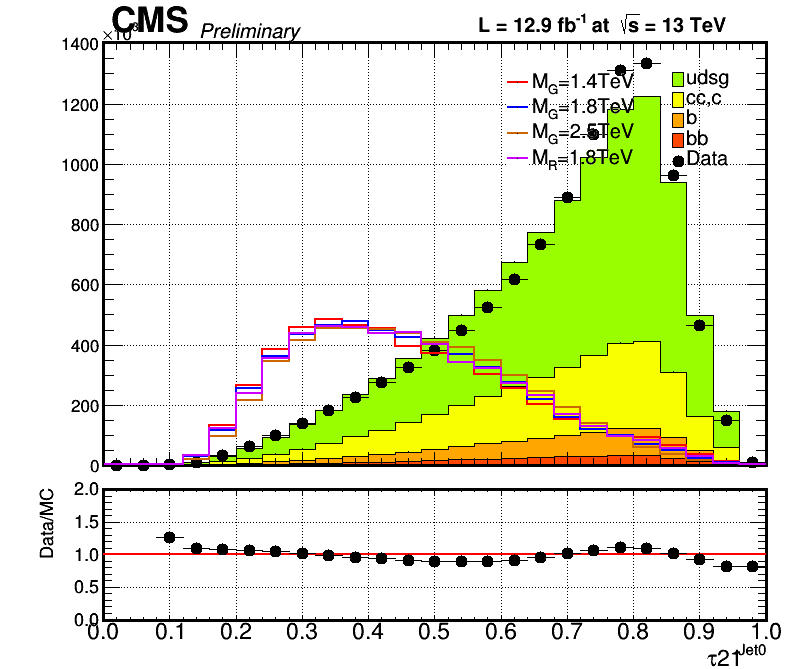 ×10³
CMS Preliminary L = 12.9 fb⁻¹ at √s = 13 TeV
1400
1200
1000
800
600
400
200
0
M_G=1.4TeV
M_G=1.8TeV
M_G=2.5TeV
M_R=1.8TeV
udsg
cc,c
b
bb
Data
Data/MC
2.0
1.5
1.0
0.5
0.0
0.0 0.1 0.2 0.3 0.4 0.5 0.6 0.7 0.8 0.9 1.0
τ21^Jet0